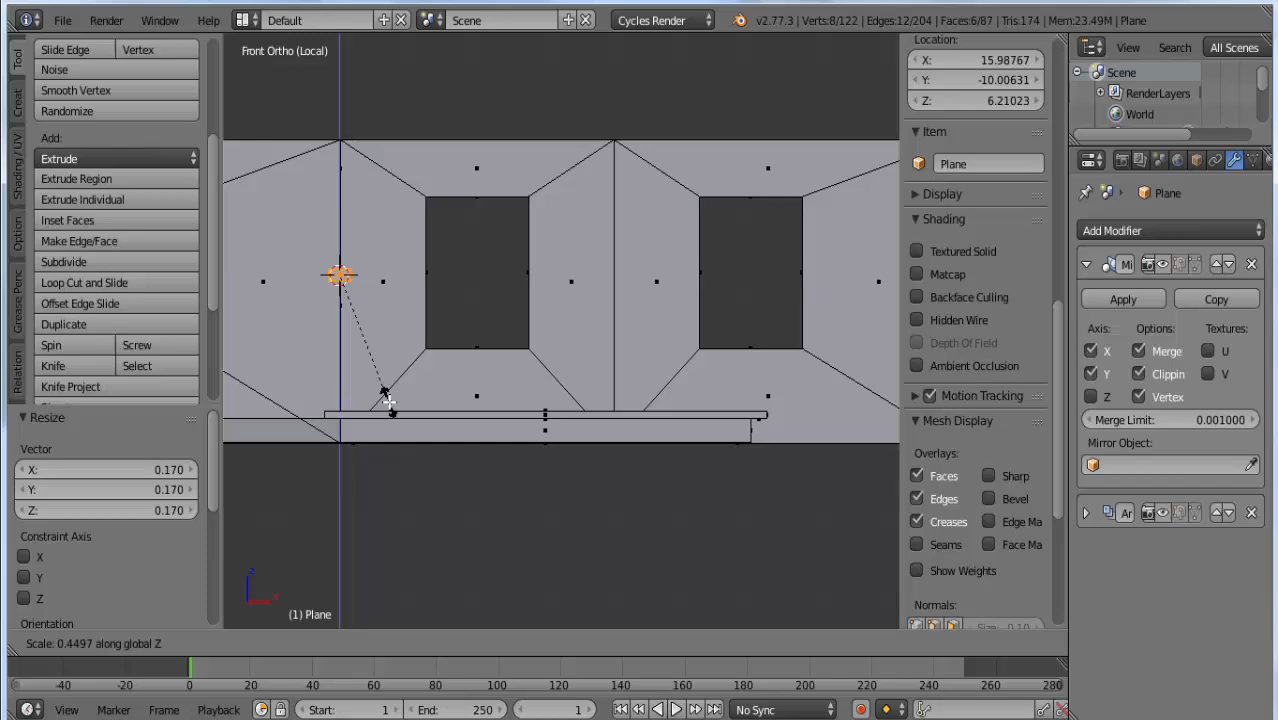 File Render Window Help Default Scene Cycles Render v2.77.3 | Verts:8/122 | Edges:12/204 | Faces:6/87 | Tris:174 | Mem:23.49M | Plane
Slide Edge Vertex
Noise
Smooth Vertex
Randomize
Add:
Extrude
Extrude Region
Extrude Individual
Inset Faces
Make Edge/Face
Subdivide
Loop Cut and Slide
Offset Edge Slide
Duplicate
Spin Screw
Knife Select
Knife Project
Tool
Creat
Shading / UV
Option
Grease Penc
Relation
Resize
Vector
X: 0.170
Y: 0.170
Z: 0.170
Constraint Axis
X
Y
Z
Orientation
Front Ortho (Local)
z
x
(1) Plane
Scale: 0.4497 along global Z
Location:
X: 15.98767
Y: -10.00631
Z: 6.21023
Item
Plane
Display
Shading
Textured Solid
Matcap
Backface Culling
Hidden Wire
Depth Of Field
Ambient Occlusion
Motion Tracking
Mesh Display
Overlays:
Faces Sharp
Edges Bevel
Creases Edge Ma
Seams Face Ma
Show Weights
Normals:
Size: 0.10
View Search All Scenes
Scene
RenderLayers
World
Plane
Add Modifier
Mi
Apply Copy
Axis: Options: Textures:
X Merge U
Y Clippin V
Z Vertex
Merge Limit: 0.001000
Mirror Object:
Ar
-40 -20 0 20 40 60 80 100 120 140 160 180 200 220 240 260 280
View Marker Frame Playback Start: 1 End: 250 1 No Sync